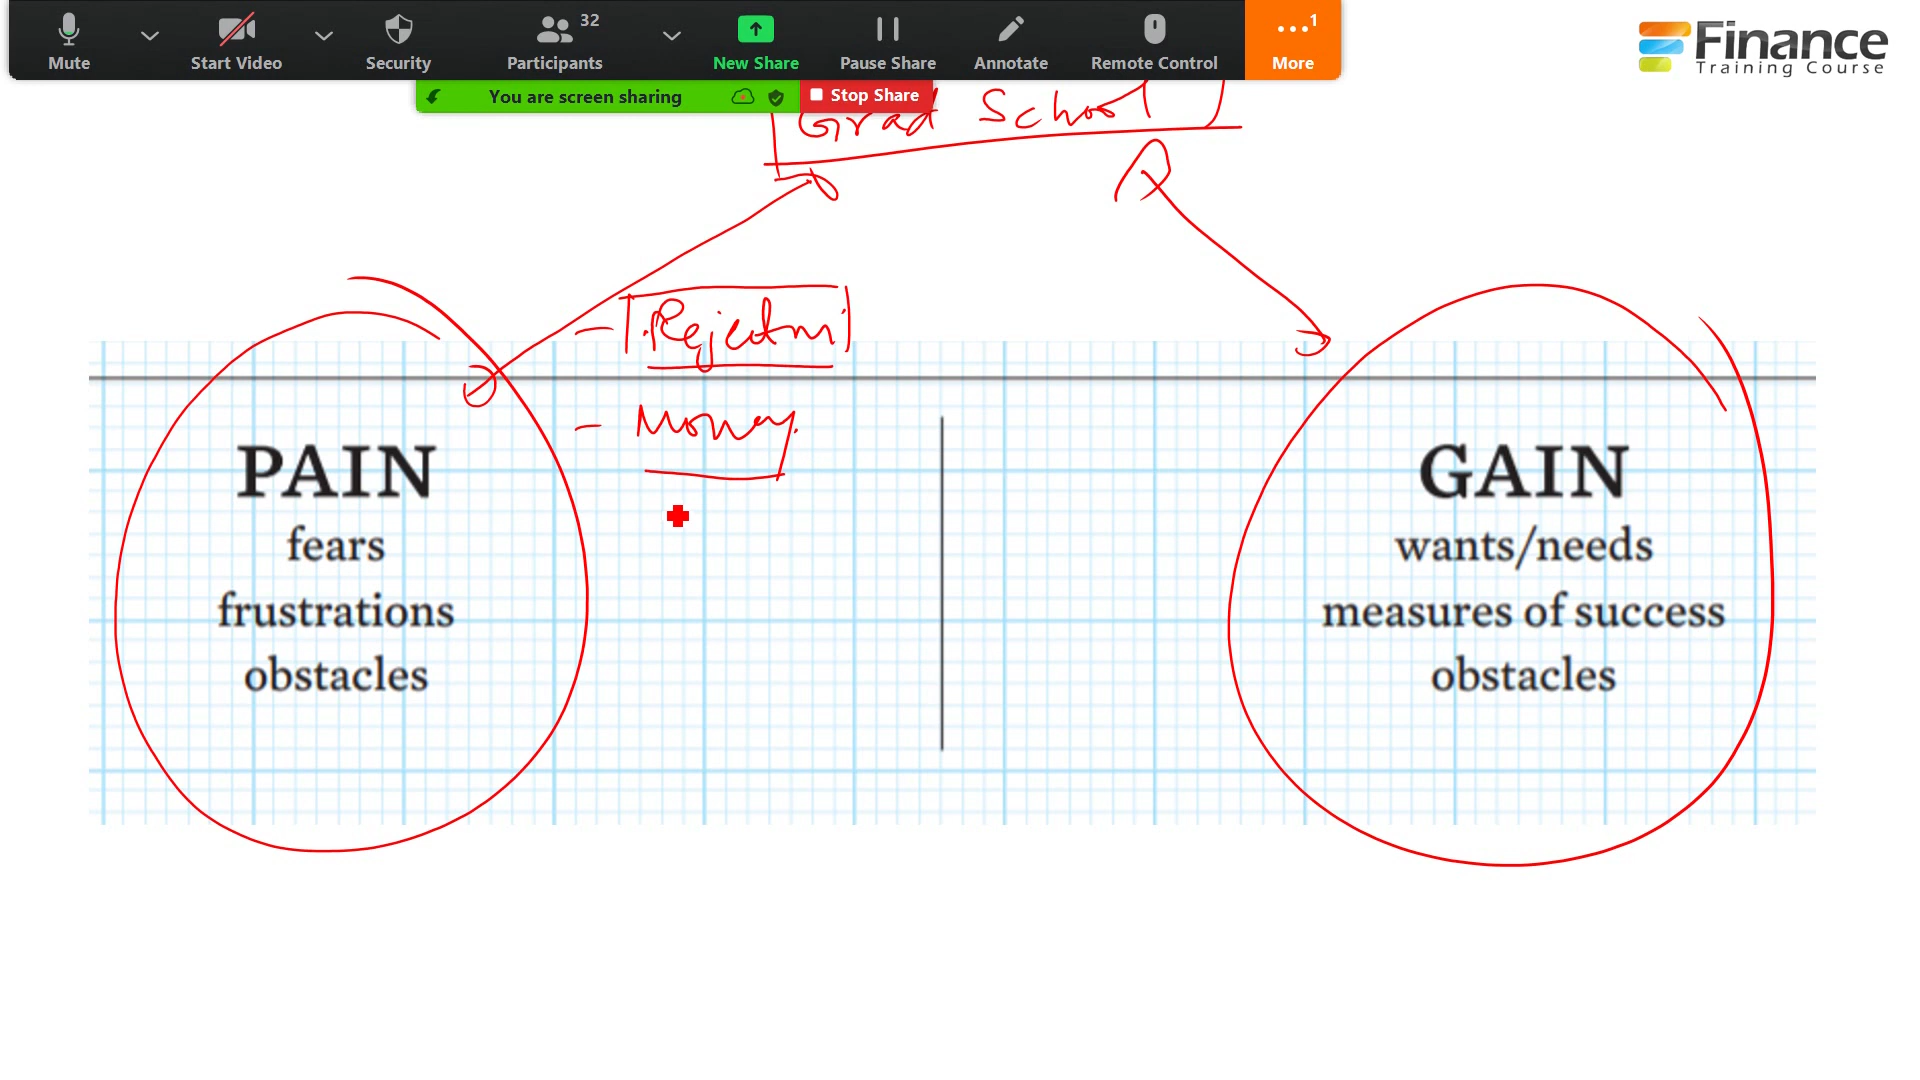 Mute
Start Video
Security
32
Participants
New Share
Pause Share
Annotate
Remote Control
1
More
Finance
Training Course
You are screen sharing
Stop Share
Grad School
- Rejection
- Money
PAIN
fears
frustrations
obstacles
GAIN
wants/needs
measures of success
obstacles